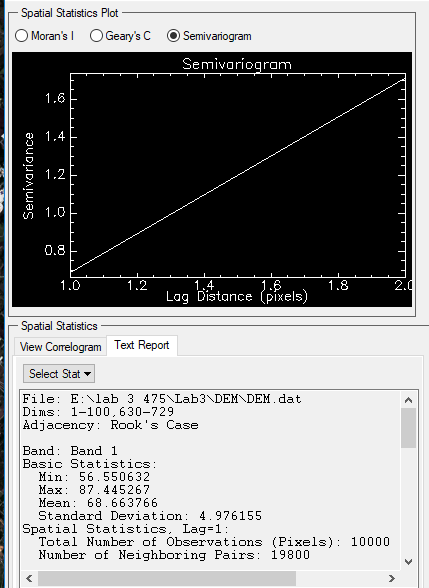 Spatial Statistics Plot
Moran's I Geary's C Semivariogram
Semivariogram
1.6
1.4
1.2
1.0
0.8
Semivariance
1.0 1.2 1.4 1.6 1.8 2.0
Lag Distance (pixels)
Spatial Statistics
View Correlogram Text Report
Select Stat
File: E:\lab 3 475\Lab3\DEM\DEM.dat
Dims: 1-100,630-729
Adjacency: Rook's Case
Band: Band 1
Basic Statistics:
Min: 56.550632
Max: 87.445267
Mean: 68.663766
Standard Deviation: 4.976155
Spatial Statistics, Lag=1:
Total Number of Observations (Pixels): 10000
Number of Neighboring Pairs: 19800